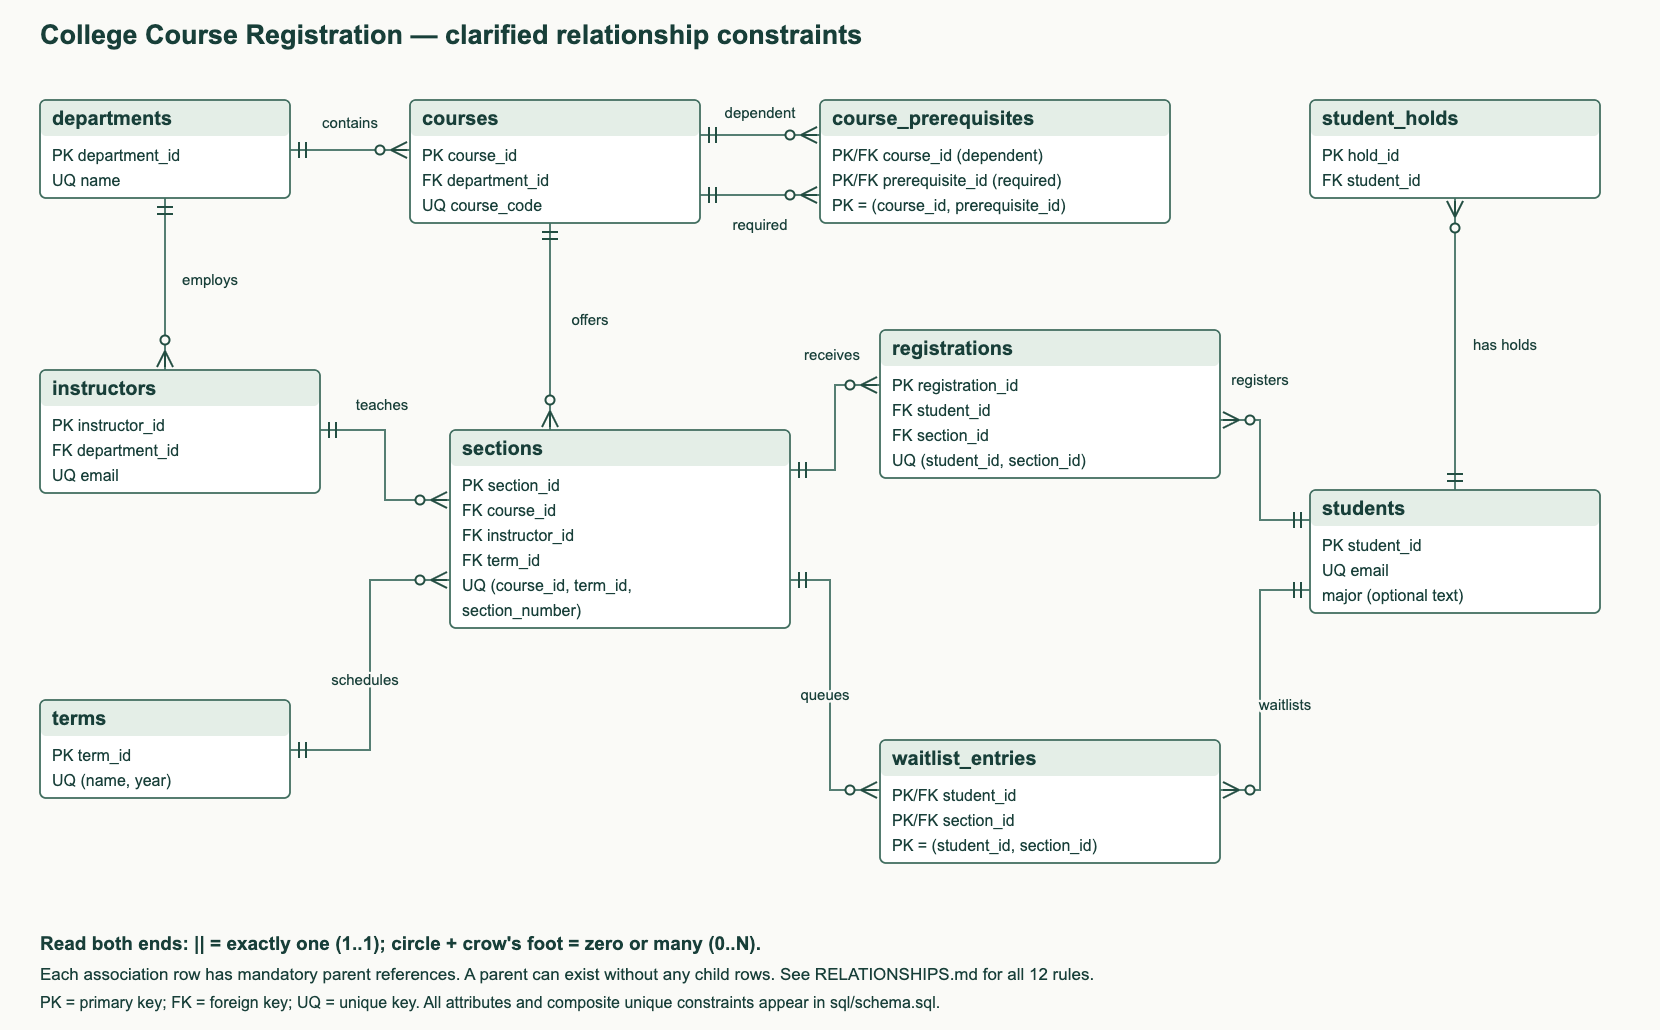 College Course Registration — clarified relationship constraints
departments
PK department_id
UQ name
contains
courses
PK course_id
FK department_id
UQ course_code
dependent
required
course_prerequisites
PK/FK course_id (dependent)
PK/FK prerequisite_id (required)
PK = (course_id, prerequisite_id)
student_holds
PK hold_id
FK student_id
employs
offers
has holds
instructors
PK instructor_id
FK department_id
UQ email
teaches
receives
registrations
PK registration_id
FK student_id
FK section_id
UQ (student_id, section_id)
registers
sections
PK section_id
FK course_id
FK instructor_id
FK term_id
UQ (course_id, term_id,
section_number)
students
PK student_id
UQ email
major (optional text)
schedules
queues
waitlists
terms
PK term_id
UQ (name, year)
waitlist_entries
PK/FK student_id
PK/FK section_id
PK = (student_id, section_id)
Read both ends: || = exactly one (1..1); circle + crow's foot = zero or many (0..N).
Each association row has mandatory parent references. A parent can exist without any child rows. See RELATIONSHIPS.md for all 12 rules.
PK = primary key; FK = foreign key; UQ = unique key. All attributes and composite unique constraints appear in sql/schema.sql.